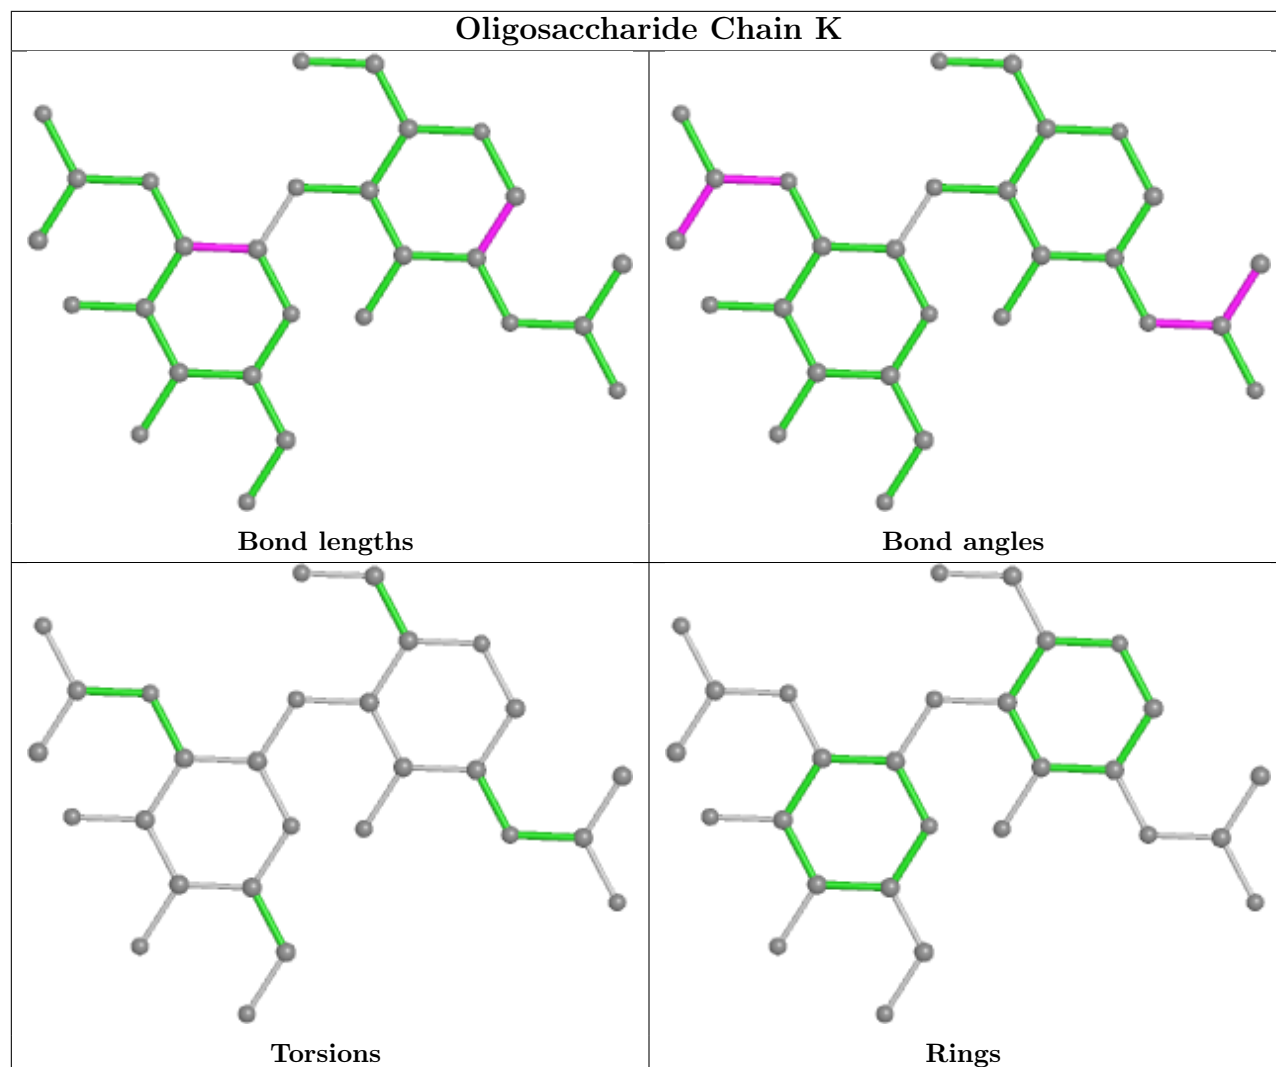 Oligosaccharide Chain K
Bond lengths
Bond angles
Torsions
Rings